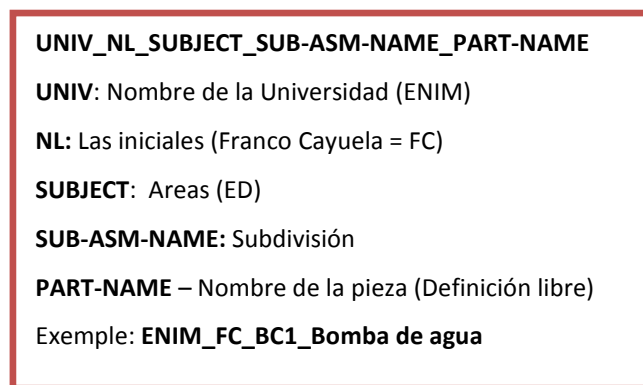 UNIV_NL_SUBJECT_SUB-ASM-NAME_PART-NAME
UNIV: Nombre de la Universidad (ENIM)
NL: Las iniciales (Franco Cayuela = FC)
SUBJECT:  Areas (ED)
SUB-ASM-NAME: Subdivisión
PART-NAME – Nombre de la pieza (Definición libre)
Exemple: ENIM_FC_BC1_Bomba de agua